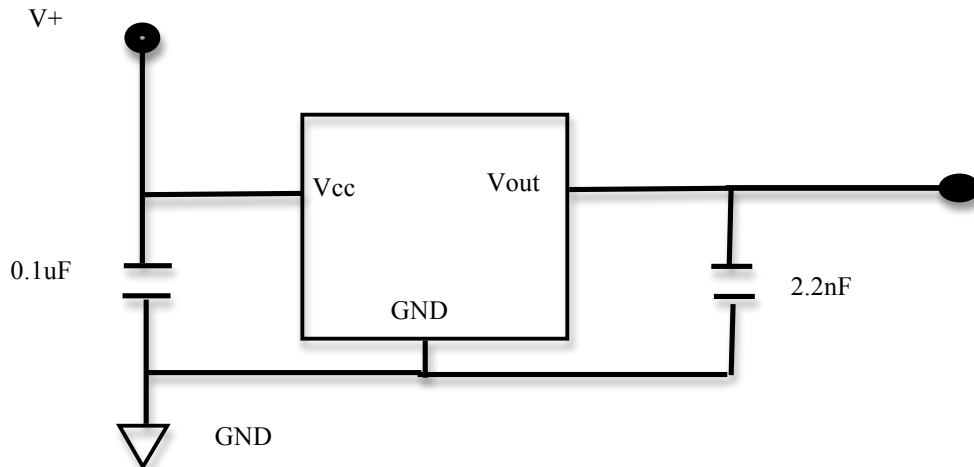 V+
Vcc
Vout
0.1uF
2.2nF
GND
GND